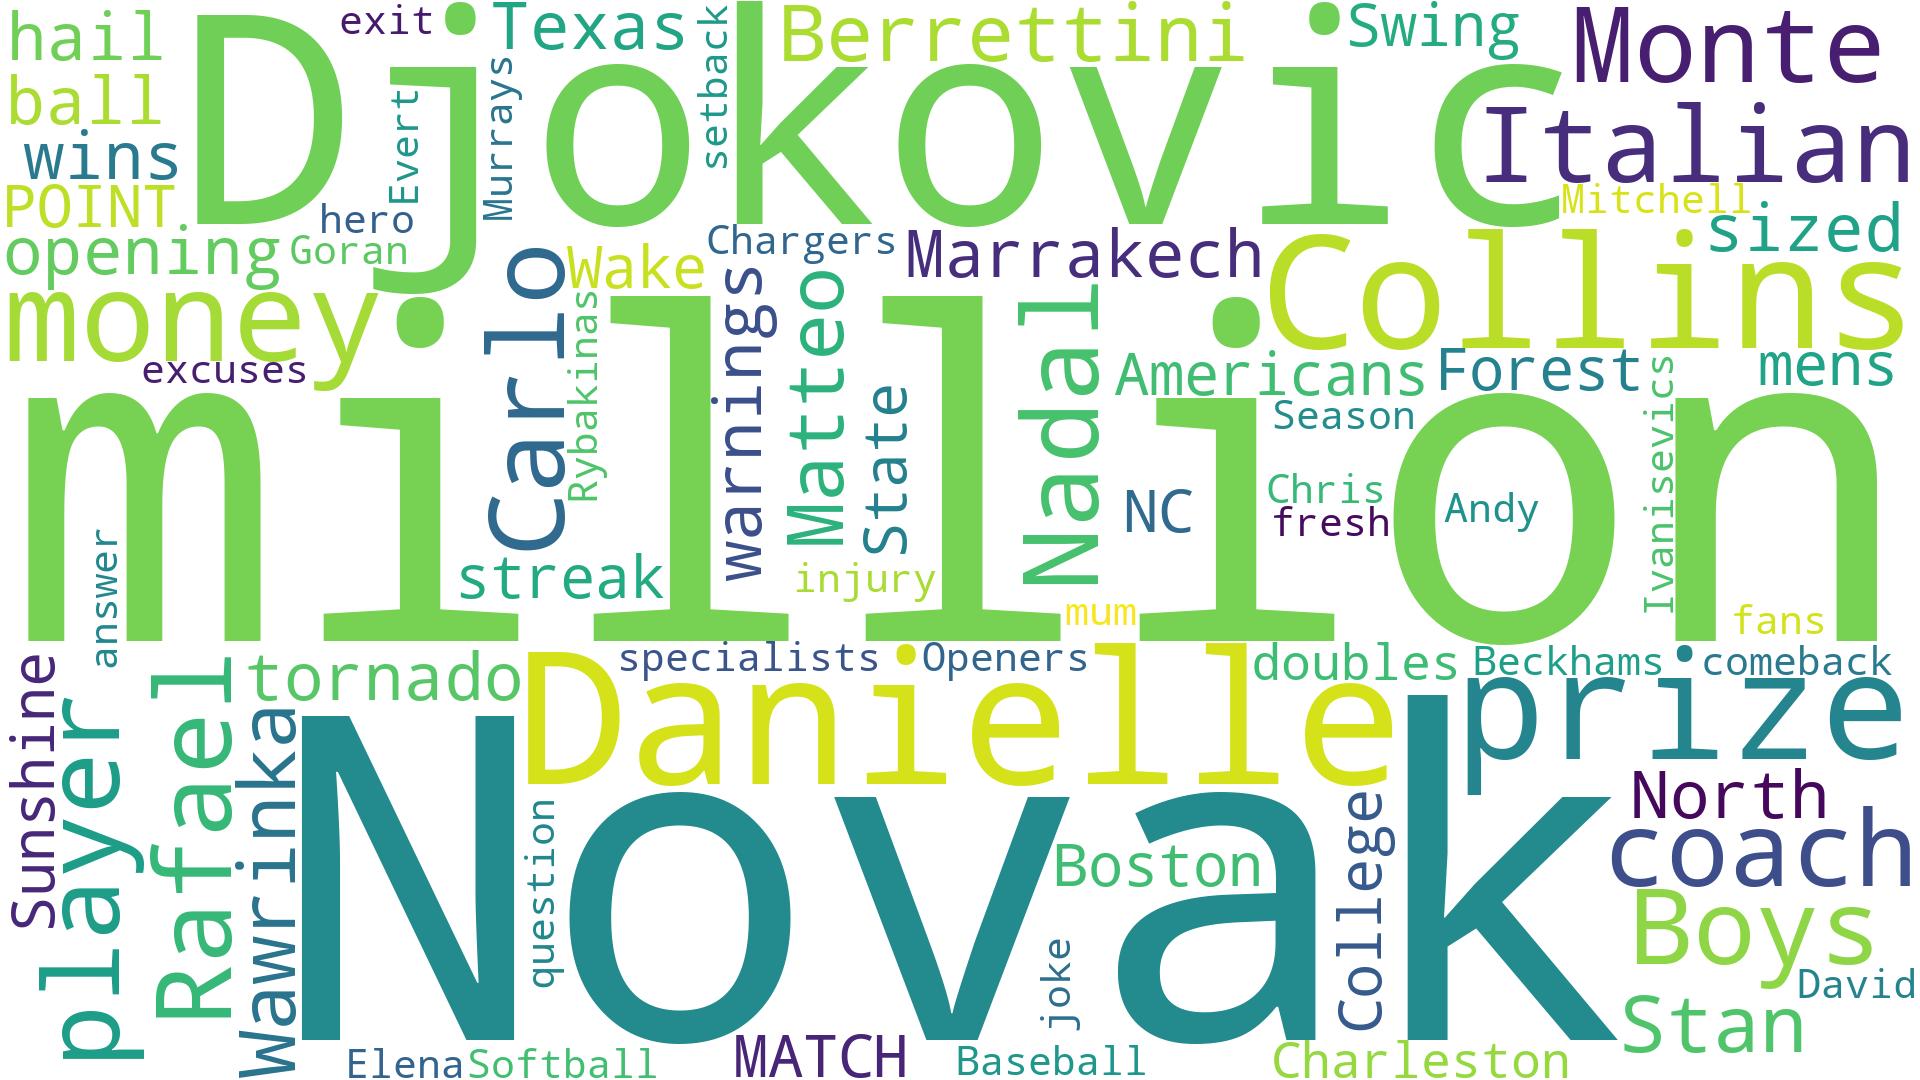 hail
exit
Texas
setback
Berrettini
Swing
Monte
ball
Djokovic
Italian
wins
Evert
Murrays
POINT
hero
Mitchell
sized
opening
Goran
Chargers
Marrakech
Collins
Wake
money
Carlo
Rybakinas
warnings
Matteo
Nadal
excuses
Americans
Forest
mens
million
State
Season
Ivanisevics
NC
Chris
fresh
Andy
answer
streak
injury
mum
fans
Sunshine
tornado
specialists
Openers
doubles
Beckhams
comeback
player
Rafael
Wawrinka
Danielle
prize
Novak
question
Boston
College
North
coach
Boys
joke
David
Stan
Elena
Softball
MATCH
Baseball
Charleston